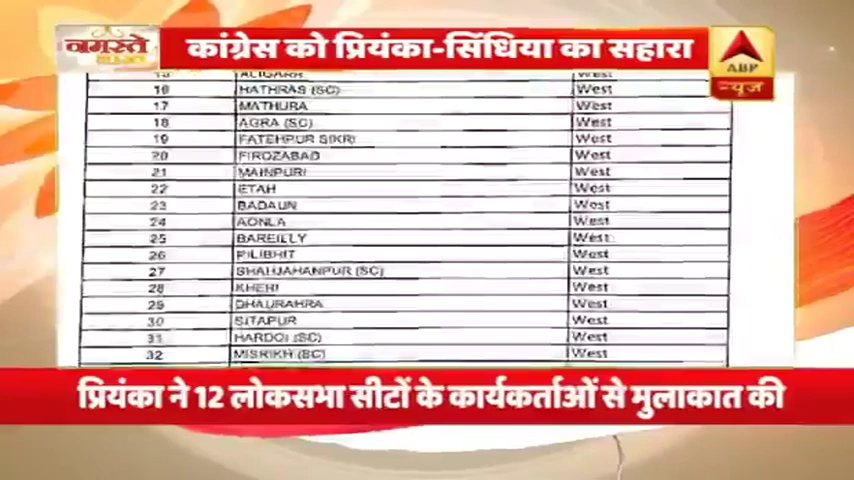 नमस्ते
कांग्रेस को प्रियंका-सिंधिया का सहारा
ABP
न्यूज़
15 ALIGARH West
16 HATHRAS (SC) West
17 MATHURA West
18 AGRA (SC) West
19 FATEHPUR SIKRI West
20 FIROZABAD West
21 MAINPURI West
22 ETAH West
23 BADAUN West
24 AONLA West
25 BAREILLY West
26 PILIBHIT West
27 SHAHJAHANPUR (SC) West
28 KHERI West
29 DHAURAHRA West
30 SITAPUR West
31 HARDOI (SC) West
32 MISRIKH (SC) West
प्रियंका ने 12 लोकसभा सीटों के कार्यकर्ताओं से मुलाकात की